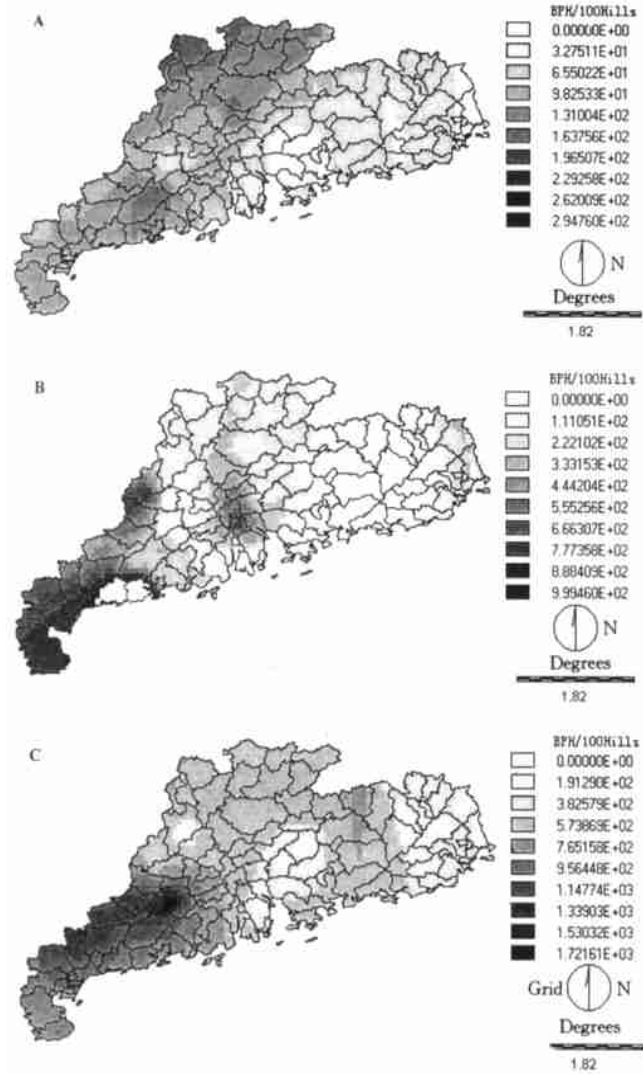 A
BPH/100Hills
0.00000E+00
3.27511E+01
6.55022E+01
9.82533E+01
1.31004E+02
1.63756E+02
1.96507E+02
2.29258E+02
2.62009E+02
2.94760E+02
N
Degrees
1.82
B
BPH/100Hills
0.00000E+00
1.11051E+02
2.22102E+02
3.33153E+02
4.44204E+02
5.55256E+02
6.66307E+02
7.77358E+02
8.88409E+02
9.99460E+02
N
Degrees
1.82
C
BPH/100Hills
0.00000E+00
1.91290E+02
3.82579E+02
5.73869E+02
7.65158E+02
9.56448E+02
1.14774E+03
1.33903E+03
1.53032E+03
1.72161E+03
Grid N
Degrees
1.82